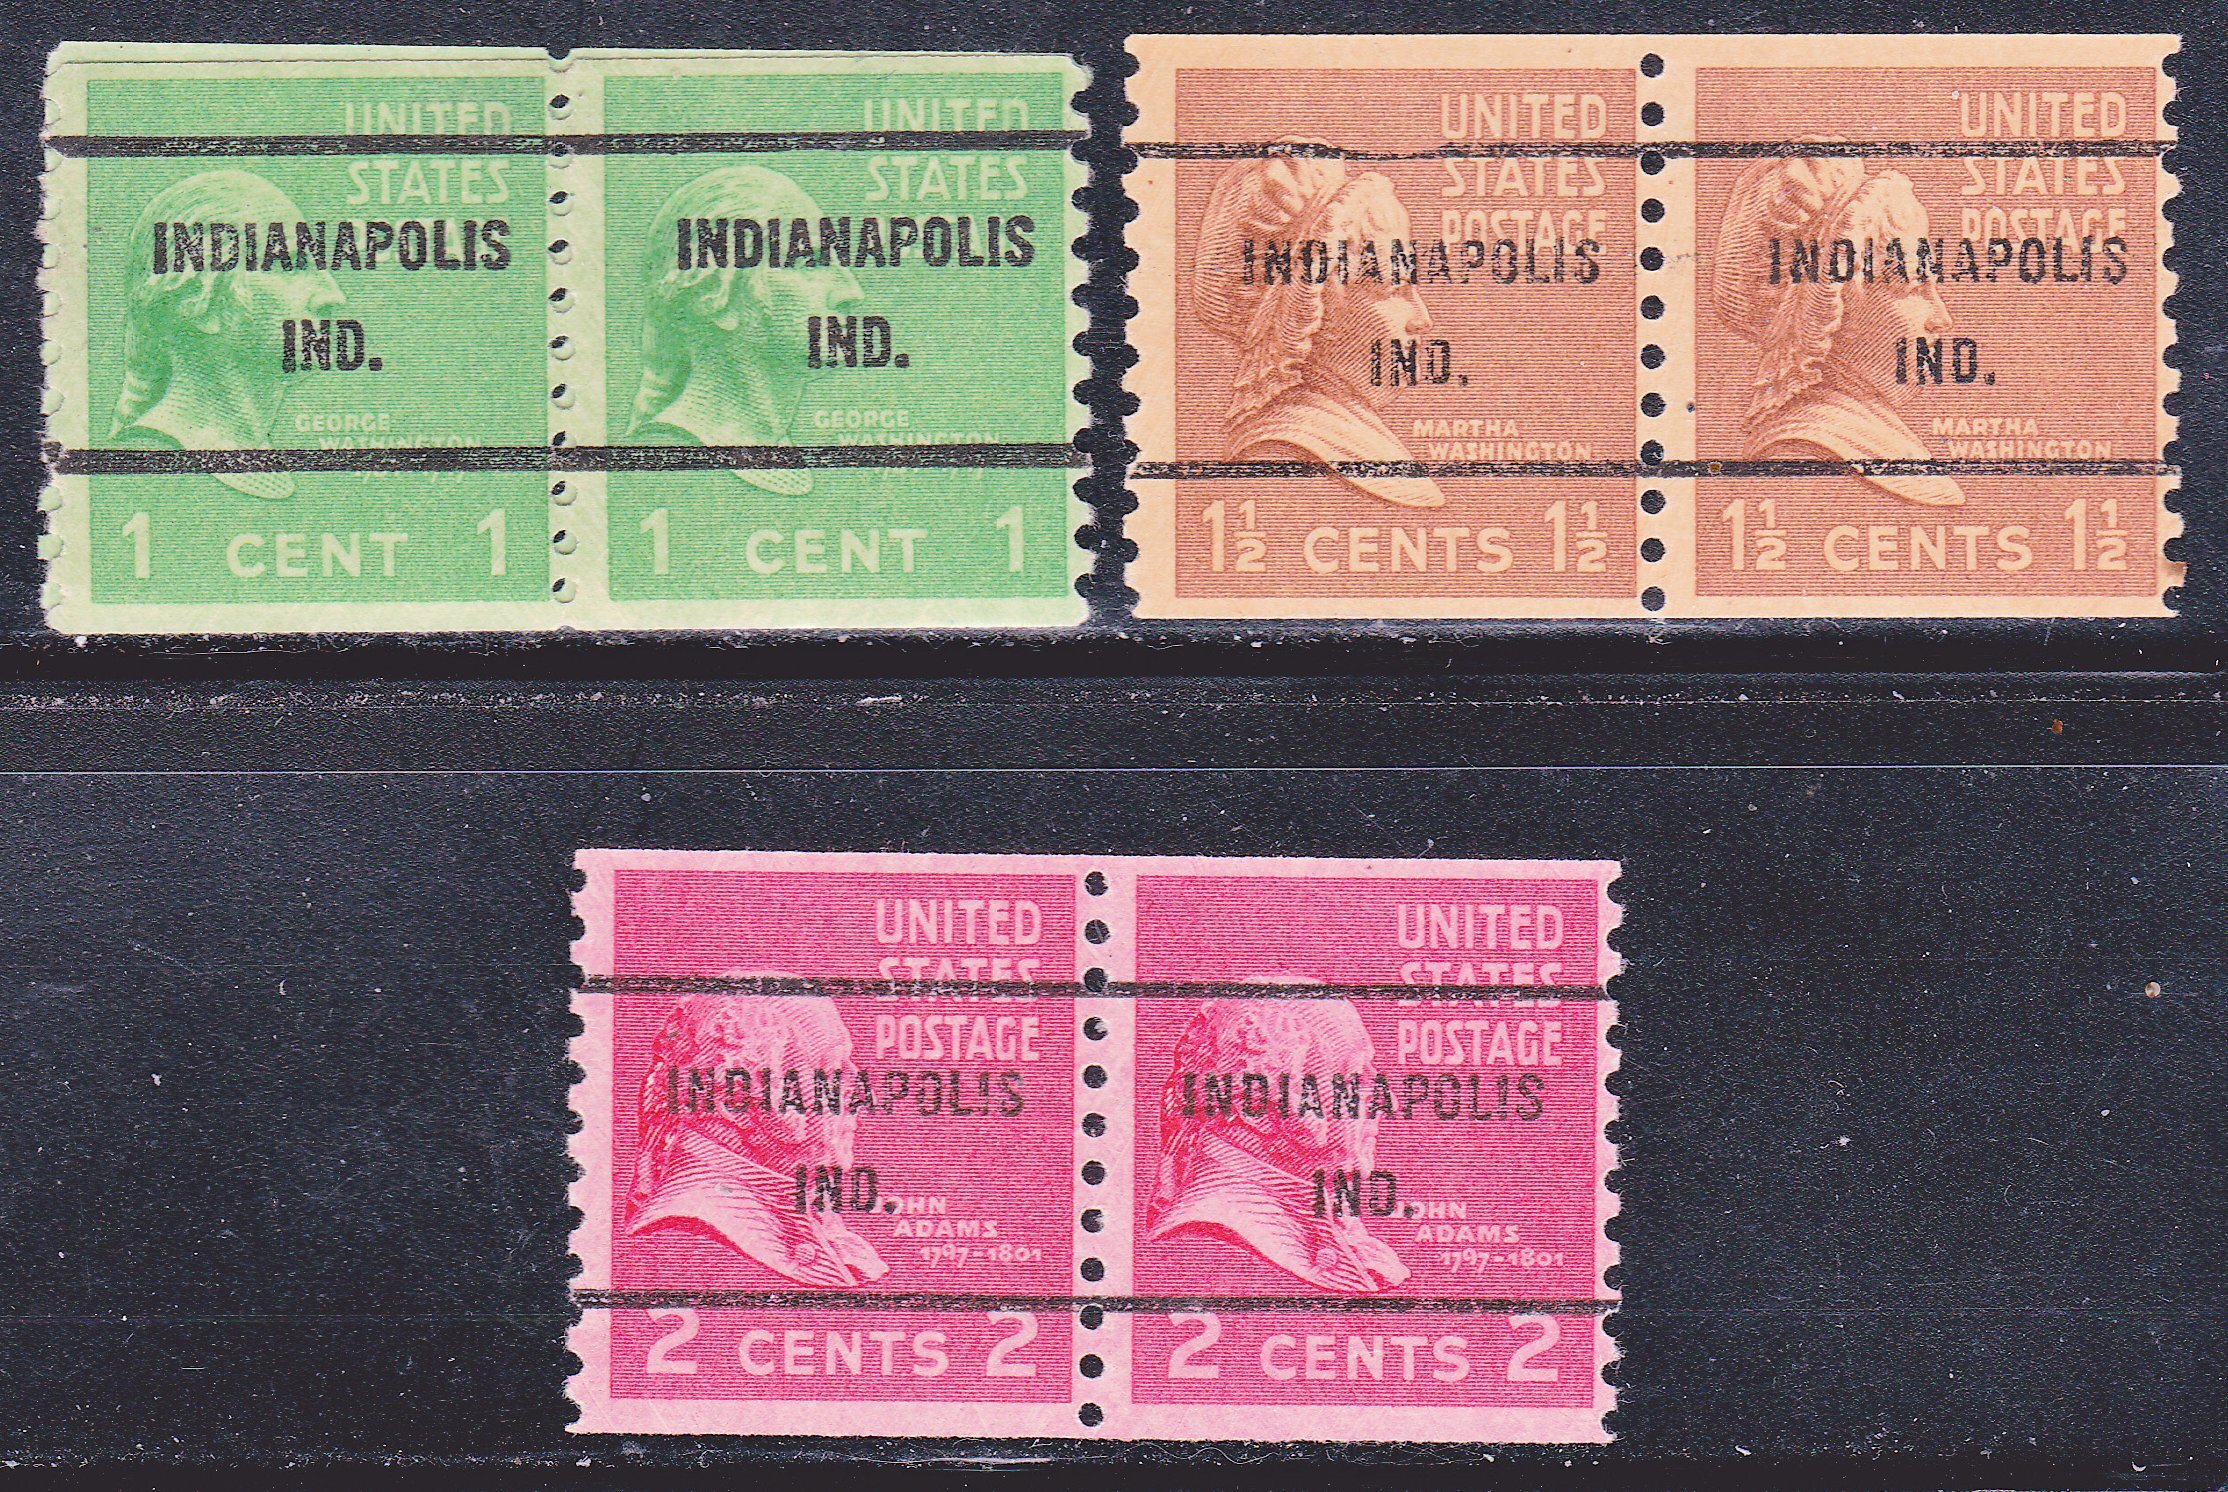 UNITED
STATES
INDIANAPOLIS
IND.
GEORGE
WASHINGTON
1 CENT 1
UNITED
STATES
INDIANAPOLIS
IND.
GEORGE
WASHINGTON
1 CENT 1
UNITED
STATES
POSTAGE
INDIANAPOLIS
IND.
MARTHA
WASHINGTON
1½ CENTS 1½
UNITED
STATES
POSTAGE
INDIANAPOLIS
IND.
MARTHA
WASHINGTON
1½ CENTS 1½
UNITED
STATES
POSTAGE
INDIANAPOLIS
IND.
JOHN
ADAMS
1797-1801
2 CENTS 2
UNITED
STATES
POSTAGE
INDIANAPOLIS
IND.
JOHN
ADAMS
1797-1801
2 CENTS 2